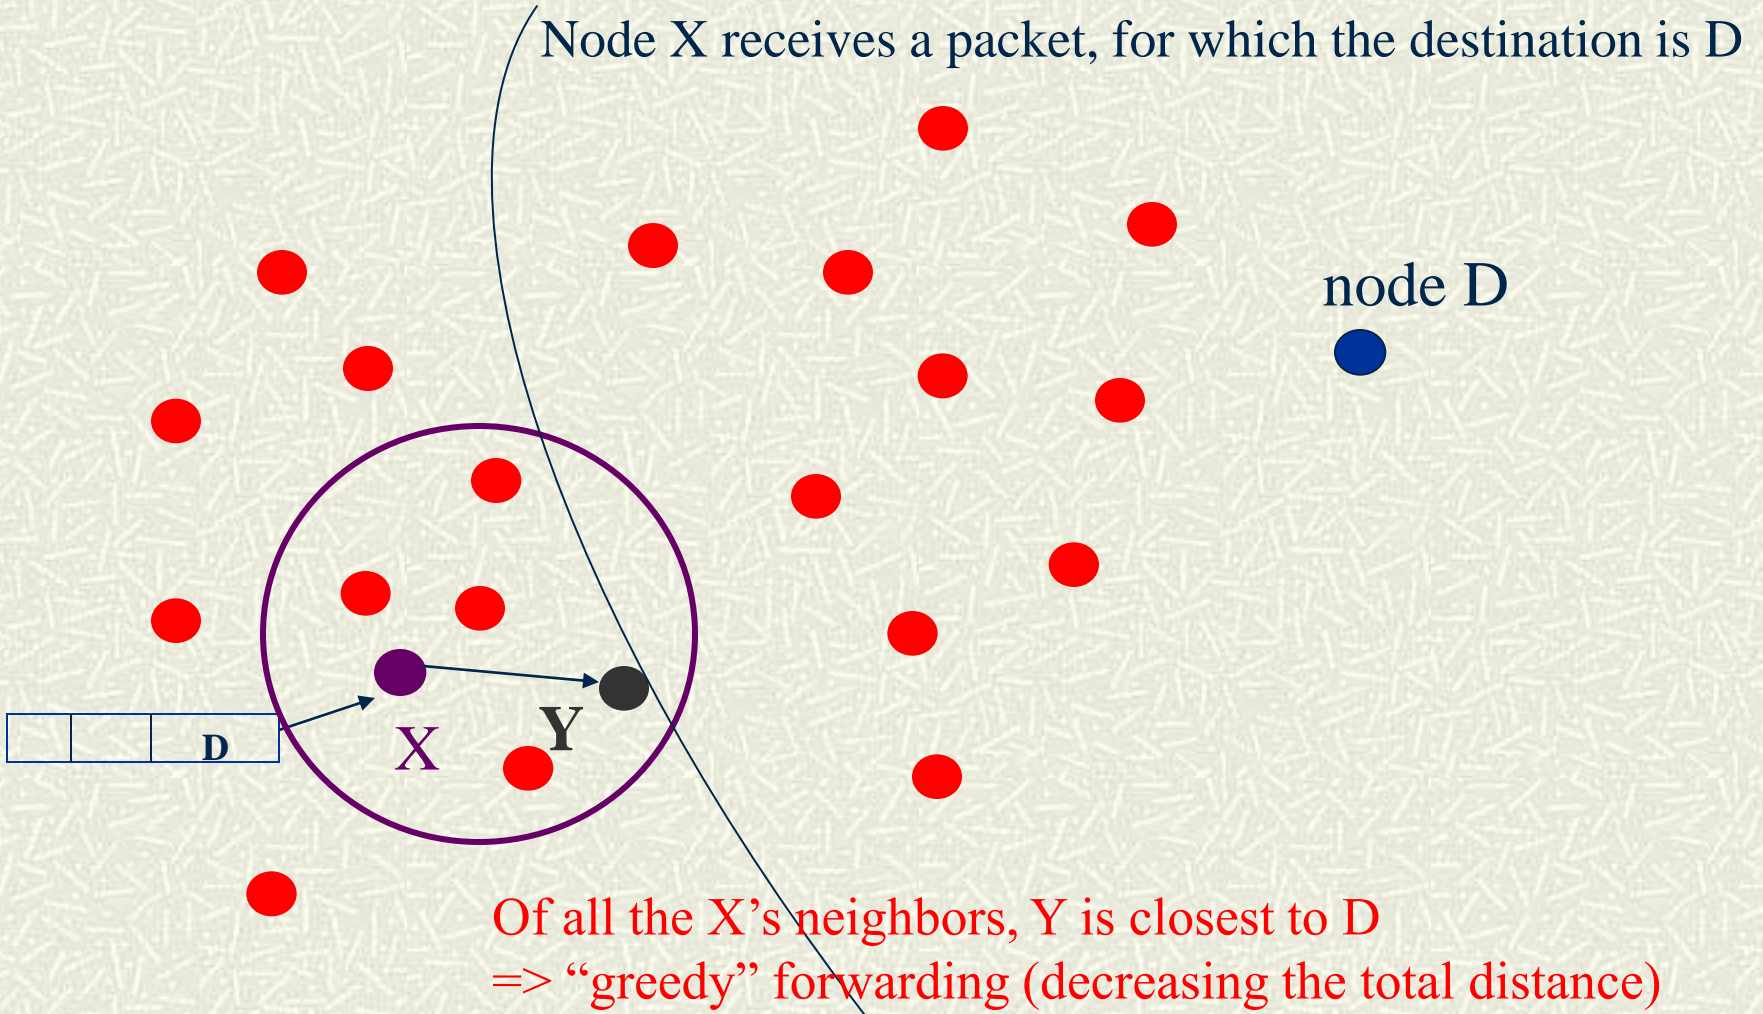 Node X receives a packet, for which the destination is D
node D
Y
D
X
Of all the X’s neighbors, Y is closest to D
=> “greedy” forwarding (decreasing the total distance)